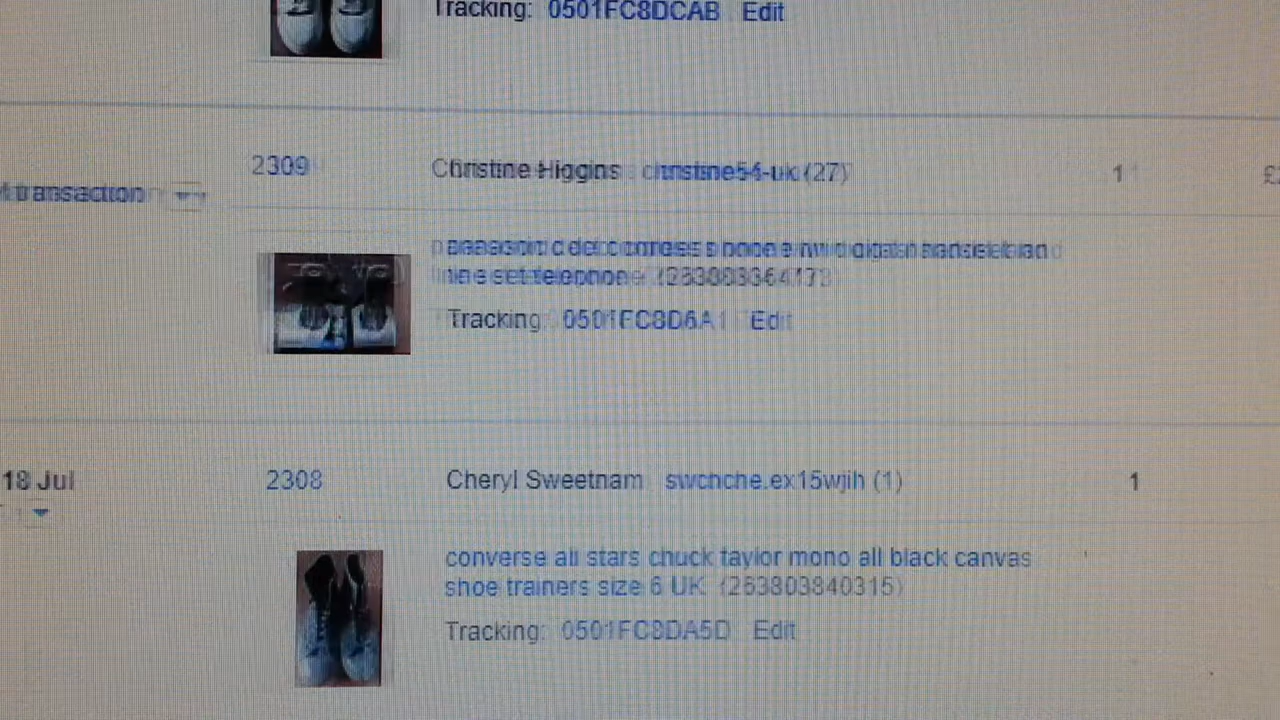 Tracking: 0501FC8DCAB Edit
2309 Christine Higgins christine54-uk (27) 1 £
transaction
Tracking: 0501FC8D6A1 Edit
18 Jul 2308 Cheryl Sweetnam swchche.ex15wjih (1) 1
converse all stars chuck taylor mono all black canvas
shoe trainers size 6 UK (263803840315)
Tracking: 0501FC8DA5D Edit